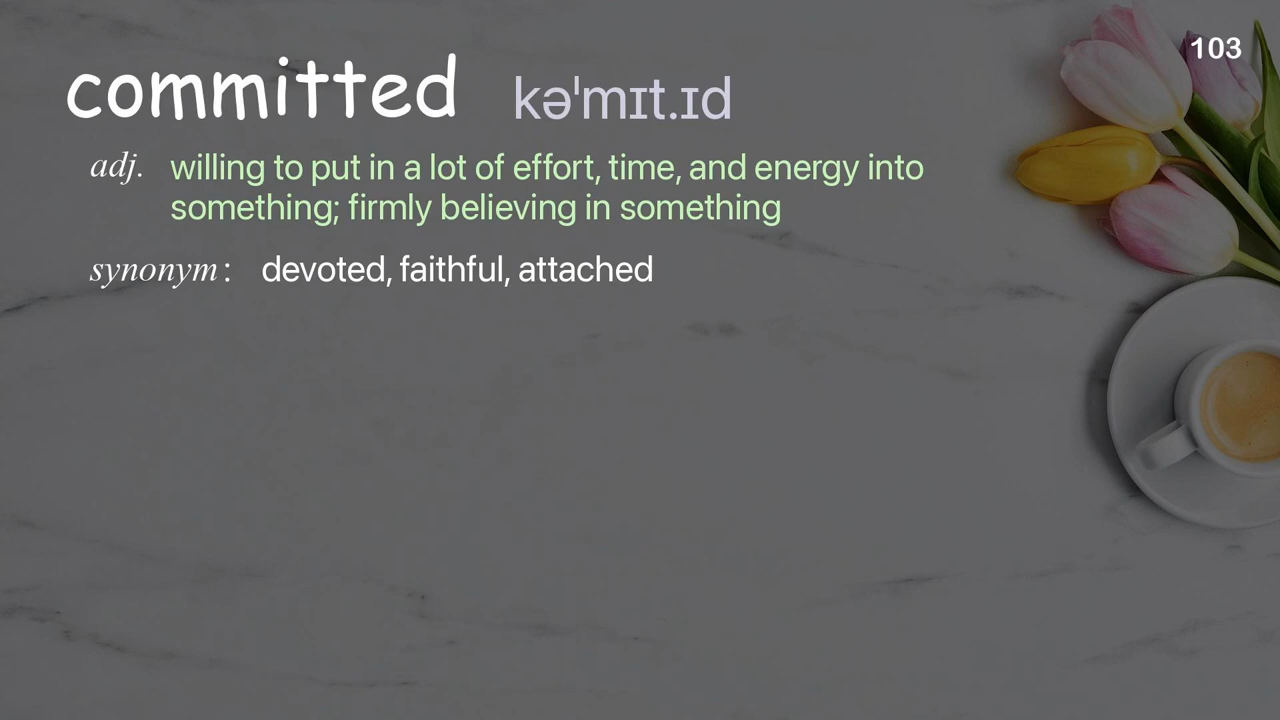 103
committed kəˈmɪt.ɪd
adj. willing to put in a lot of effort, time, and energy into
something; firmly believing in something
synonym: devoted, faithful, attached